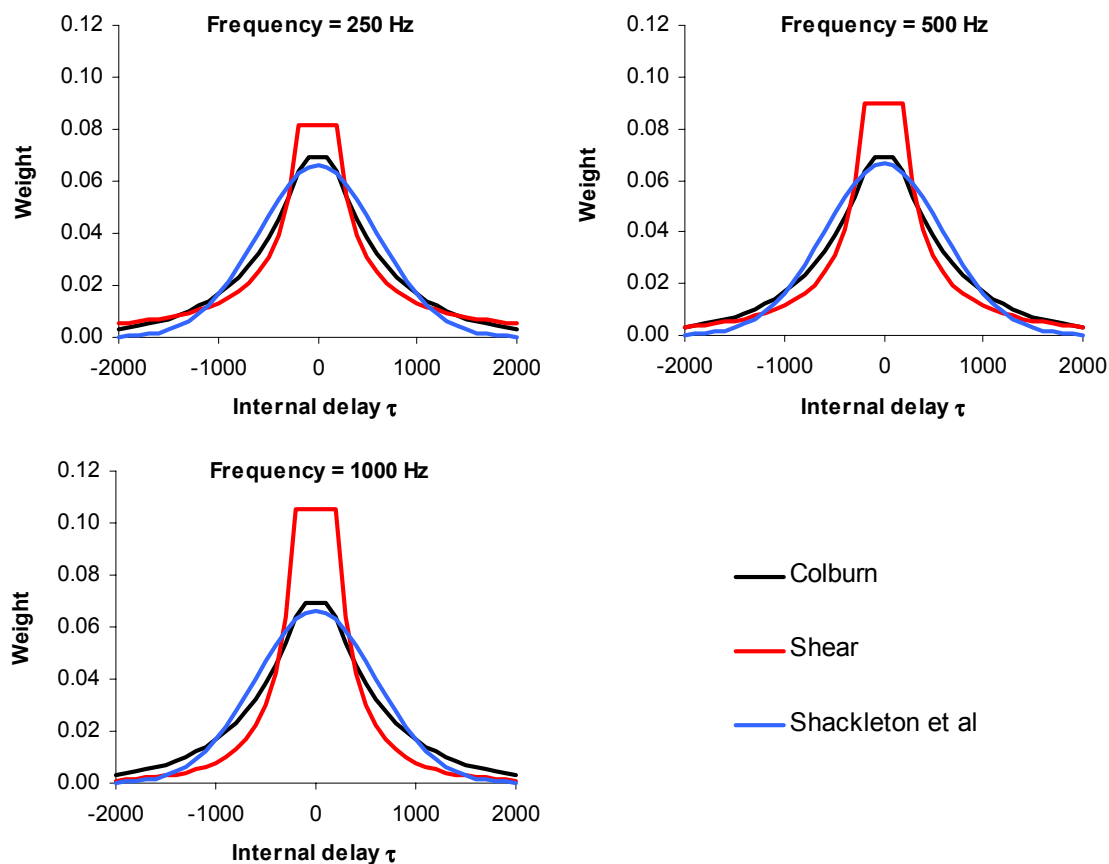 Frequency = 250 Hz
0.12
0.10
0.08
0.06
0.04
0.02
0.00
Weight
-2000 -1000 0 1000 2000
Internal delay τ
Frequency = 500 Hz
0.12
0.10
0.08
0.06
0.04
0.02
0.00
Weight
-2000 -1000 0 1000 2000
Internal delay τ
Frequency = 1000 Hz
0.12
0.10
0.08
0.06
0.04
0.02
0.00
Weight
-2000 -1000 0 1000 2000
Internal delay τ
Colburn
Shear
Shackleton et al